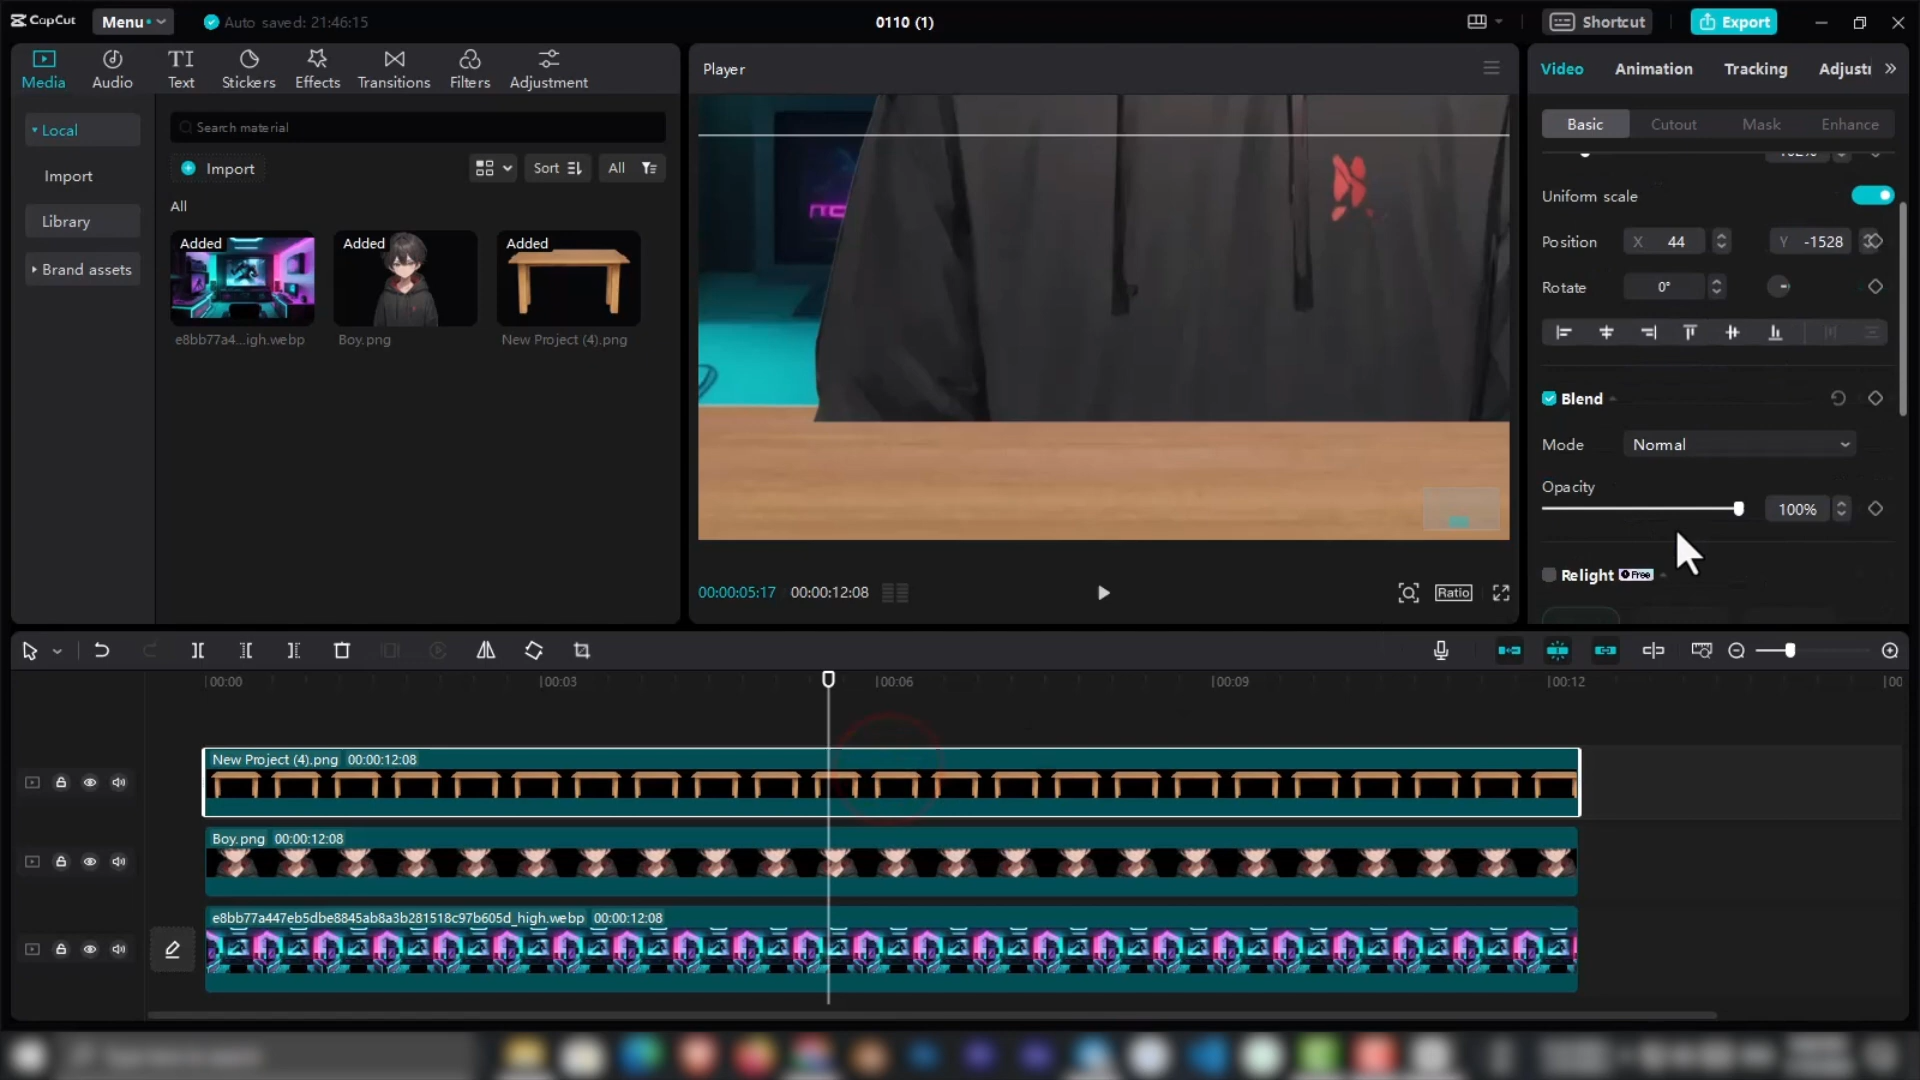 CapCut
Menu
Auto saved: 21:46:15
0110 (1)
Shortcut
Export
Media
Audio
TI
Text
Stickers
Effects
Transitions
Filters
Adjustment
Local
Import
Library
Brand assets
Search material
Import
Sort
All
All
Added
Added
Added
e8bb77a4...igh.webp
Boy.png
New Project (4).png
Player
00:00:05:17
00:00:12:08
Ratio
Video
Animation
Tracking
Adjusti
Basic
Cutout
Mask
Enhance
Uniform scale
Position
X 44
Y -1528
Rotate
0°
Blend
Mode
Normal
Opacity
100%
Relight
Free
00:00
00:03
00:06
00:09
00:12
00
New Project (4).png 00:00:12:08
Boy.png 00:00:12:08
e8bb77a447eb5dbe8845ab8a3b281518c97b605d_high.webp 00:00:12:08